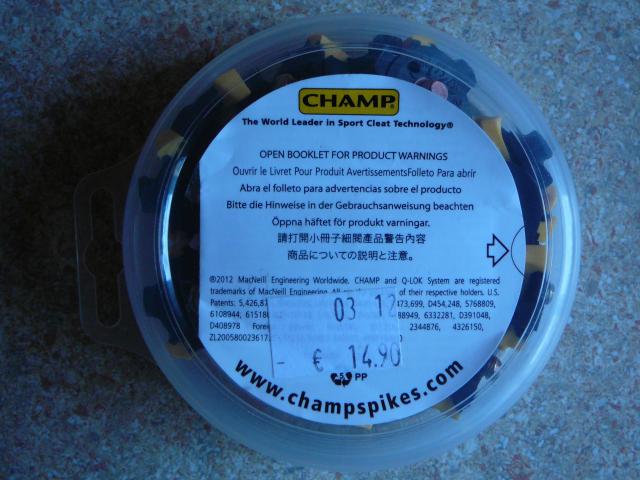 CHAMP®
The World Leader in Sport Cleat Technology®
OPEN BOOKLET FOR PRODUCT WARNINGS
Ouvrir le Livret Pour Produit AvertissementsFolleto Para abrir
Abra el folleto para advertencias sobre el producto
Bitte die Hinweise in der Gebrauchsanweisung beachten
Öppna häftet för produkt varningar.
請打開小冊子細閱產品警告內容
商品についての説明と注意。
®2012 MacNeill Engineering Worldwide. CHAMP and Q-LOK System are registered
trademarks of MacNeill Engineering. All of their respective holders. U.S.
Patents: 5,426,87 473,699, D454,248, 5768809,
6108944, 615180 88949, 6332281, D391048,
D408978 2344876, 4326150,
ZL200580023617
03 12
€ 14.90
5 PP
www.champspikes.com